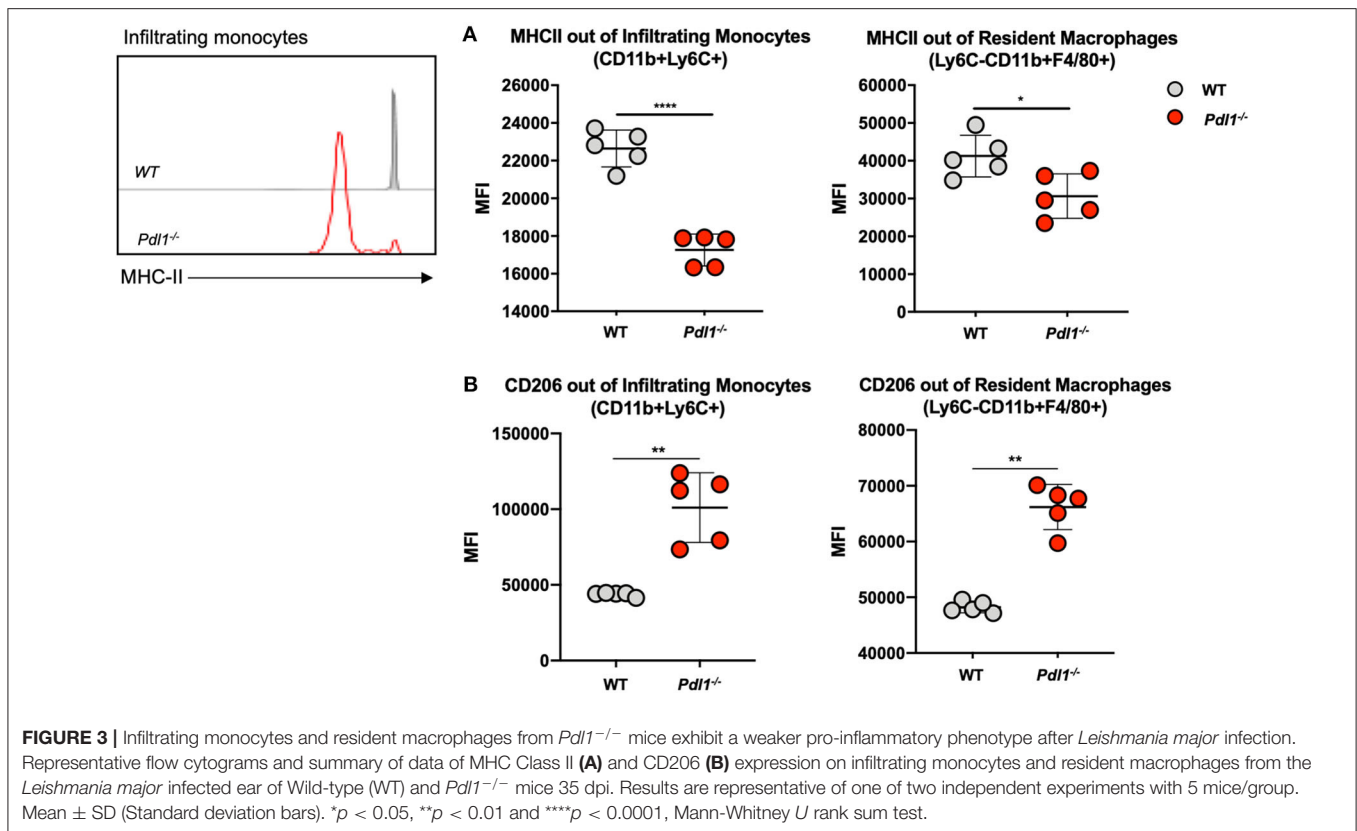 Infiltrating monocytes
WT
Pdl1-/-
MHC-II
A
MHCII out of Infiltrating Monocytes
(CD11b+Ly6C+)
****
26000
24000
22000
20000
18000
16000
14000
MFI
WT
Pdl1-/-
MHCII out of Resident Macrophages
(Ly6C-CD11b+F4/80+)
*
60000
50000
40000
30000
20000
10000
0
MFI
WT
Pdl1-/-
WT
Pdl1-/-
B
CD206 out of Infiltrating Monocytes
(CD11b+Ly6C+)
**
150000
100000
50000
0
MFI
WT
Pdl1-/-
CD206 out of Resident Macrophages
(Ly6C-CD11b+F4/80+)
**
80000
70000
60000
50000
40000
MFI
WT
Pdl1-/-
FIGURE 3 | Infiltrating monocytes and resident macrophages from Pdl1−/− mice exhibit a weaker pro-inflammatory phenotype after Leishmania major infection.
Representative flow cytograms and summary of data of MHC Class II (A) and CD206 (B) expression on infiltrating monocytes and resident macrophages from the
Leishmania major infected ear of Wild-type (WT) and Pdl1−/− mice 35 dpi. Results are representative of one of two independent experiments with 5 mice/group.
Mean ± SD (Standard deviation bars). *p < 0.05, **p < 0.01 and ****p < 0.0001, Mann-Whitney U rank sum test.